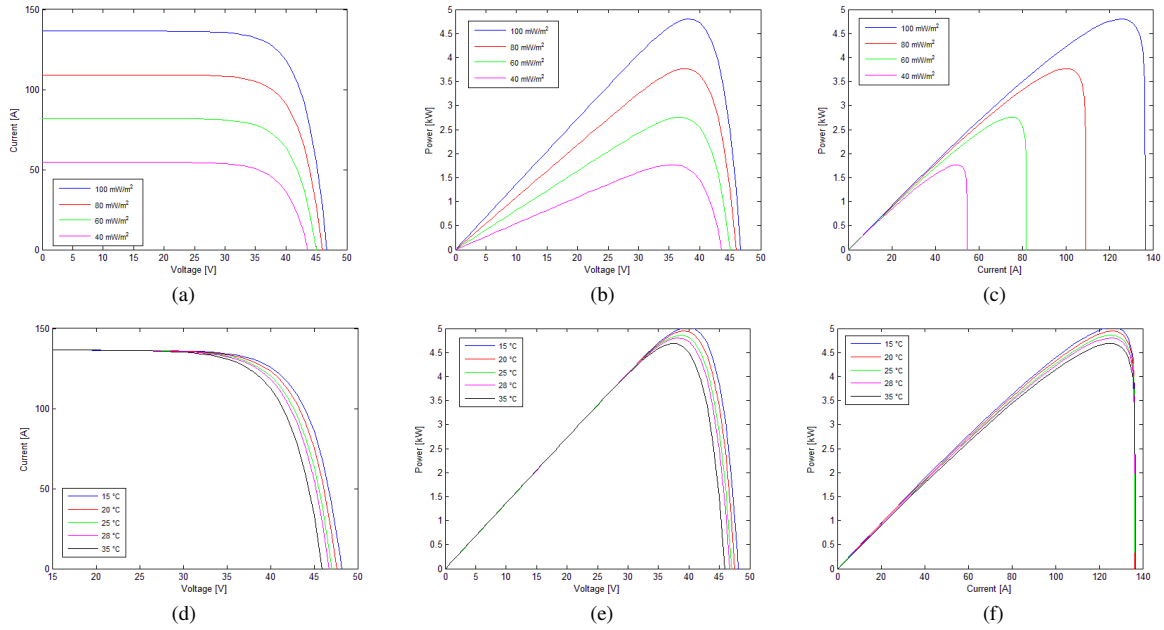 150
100
50
0
Current [A]
100 mW/m²
80 mW/m²
60 mW/m²
40 mW/m²
0 5 10 15 20 25 30 35 40 45 50
Voltage [V]
(a)
5
4.5
4
3.5
3
2.5
2
1.5
1
0.5
0
Power [kW]
100 mW/m²
80 mW/m²
60 mW/m²
40 mW/m²
0 5 10 15 20 25 30 35 40 45 50
Voltage [V]
(b)
5
4.5
4
3.5
3
2.5
2
1.5
1
0.5
0
Power [kW]
100 mW/m²
80 mW/m²
60 mW/m²
40 mW/m²
0 20 40 60 80 100 120 140
Current [A]
(c)
150
100
50
0
Current [A]
15 °C
20 °C
25 °C
28 °C
35 °C
15 20 25 30 35 40 45 50
Voltage [V]
(d)
5
4.5
4
3.5
3
2.5
2
1.5
1
0.5
0
Power [kW]
15 °C
20 °C
25 °C
28 °C
35 °C
0 5 10 15 20 25 30 35 40 45 50
Voltage [V]
(e)
5
4.5
4
3.5
3
2.5
2
1.5
1
0.5
0
Power [kW]
15 °C
20 °C
25 °C
28 °C
35 °C
0 20 40 60 80 100 120 140
Current [A]
(f)